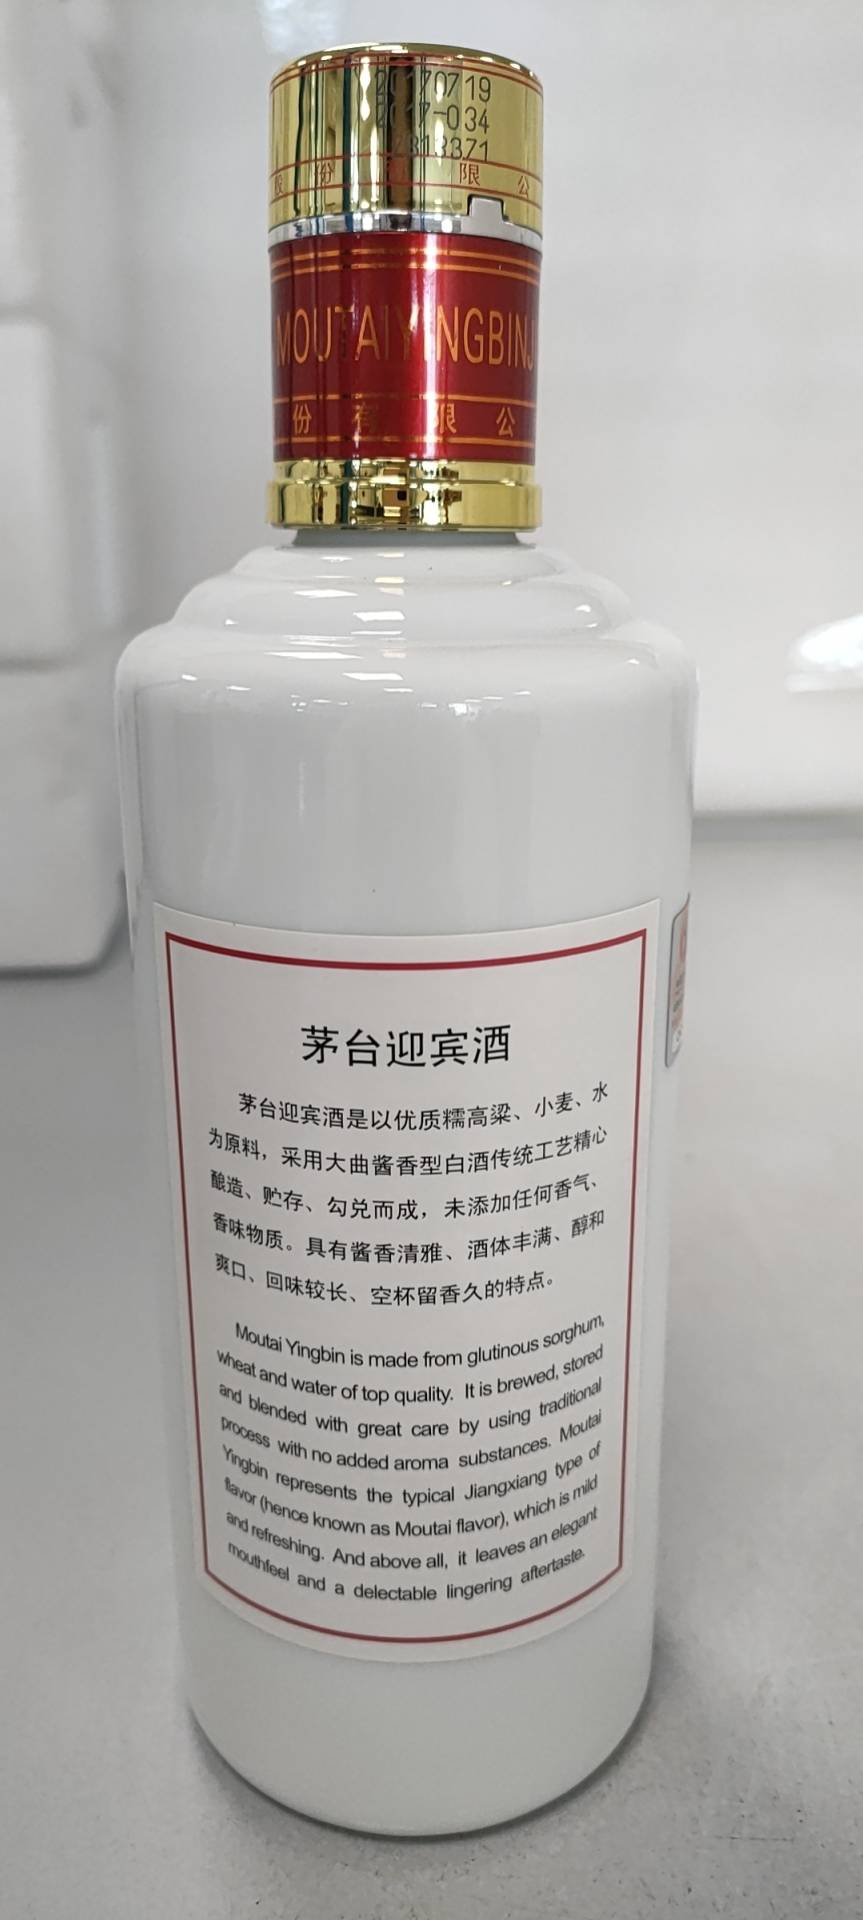 20170719
2017-034
股 份 限 公
MOUTAIYINGBINJ
份 有 限 公
茅台迎宾酒
茅台迎宾酒是以优质糯高粱、小麦、水
为原料，采用大曲酱香型白酒传统工艺精心
酿造、贮存、勾兑而成，未添加任何香气、
香味物质。具有酱香清雅、酒体丰满、醇和
爽口、回味较长、空杯留香久的特点。
Moutai Yingbin is made from glutinous sorghum,
wheat and water of top quality. It is brewed, stored
and blended with great care by using traditional
process with no added aroma substances. Moutai
Yingbin represents the typical Jiangxiang type of
flavor (hence known as Moutai flavor), which is mild
and refreshing. And above all, it leaves an elegant
mouthfeel and a delectable lingering aftertaste.